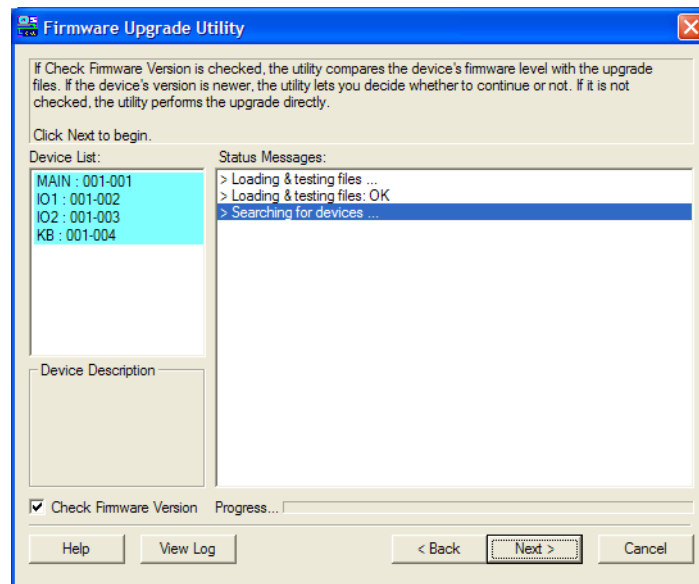 Firmware Upgrade Utility
If Check Firmware Version is checked, the utility compares the device's firmware level with the upgrade
files. If the device's version is newer, the utility lets you decide whether to continue or not. If it is not
checked, the utility performs the upgrade directly.
Click Next to begin.
Device List:
MAIN : 001-001
IO1 : 001-002
IO2 : 001-003
KB : 001-004
Status Messages:
> Loading & testing files ...
> Loading & testing files: OK
> Searching for devices ...
Device Description
Check Firmware Version
Progress...
Help
View Log
< Back
Next >
Cancel